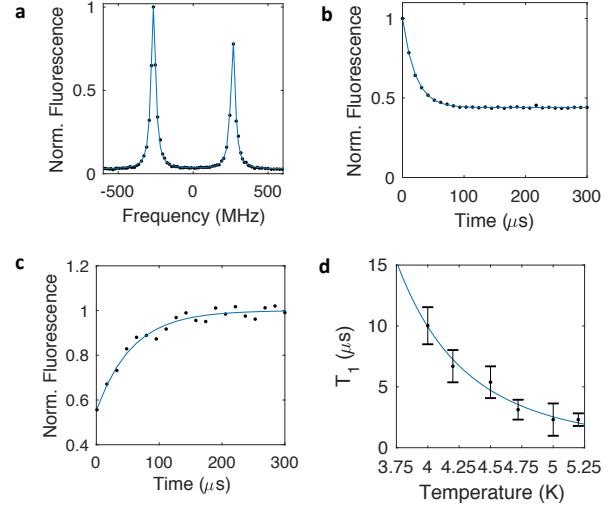 a
Norm. Fluorescence
1
0.5
0
-500
0
500
Frequency (MHz)
b
Norm. Fluorescence
1
0.5
0
0
100
200
300
Time (μs)
c
Norm. Fluorescence
1.2
1
0.8
0.6
0.4
0
100
200
300
Time (μs)
d
T1 (μs)
15
10
5
0
3.75
4
4.25
4.5
4.75
5
5.25
Temperature (K)